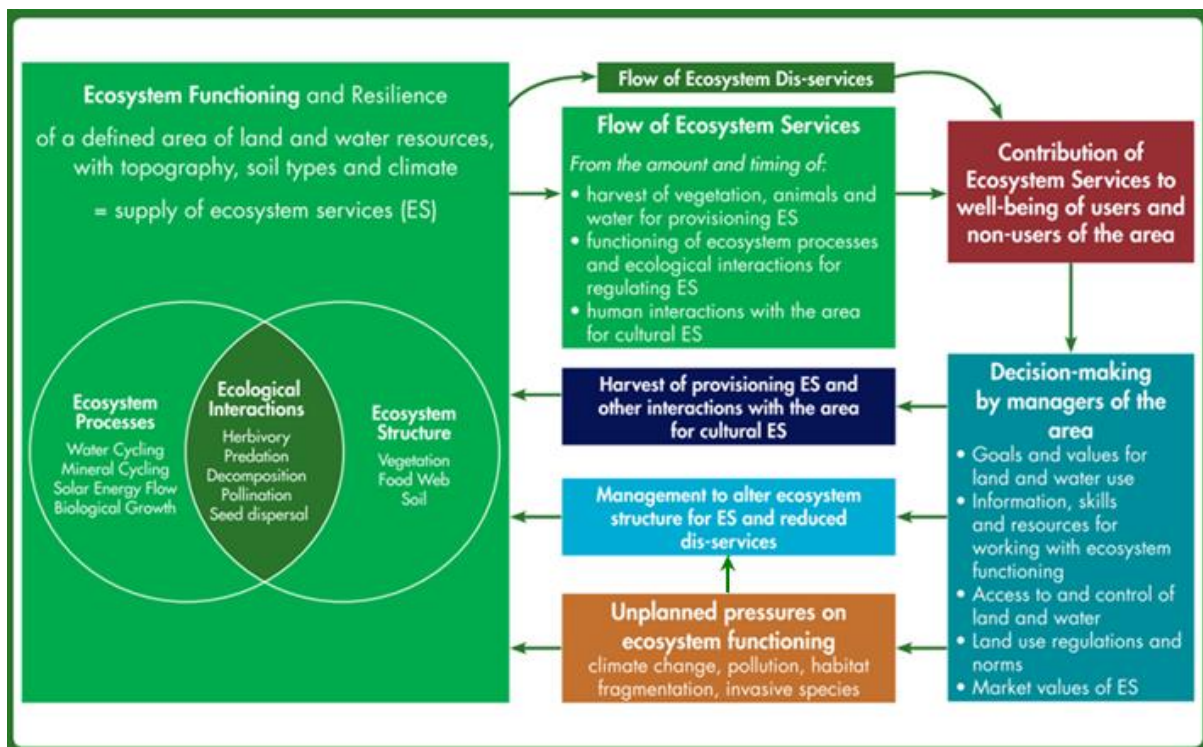 Ecosystem Functioning and Resilience
of a defined area of land and water resources,
with topography, soil types and climate
= supply of ecosystem services (ES)
Ecosystem
Processes
Water Cycling
Mineral Cycling
Solar Energy Flow
Biological Growth
Ecological
Interactions
Herbivory
Predation
Decomposition
Pollination
Seed dispersal
Ecosystem
Structure
Vegetation
Food Web
Soil
Flow of Ecosystem Dis-services
Flow of Ecosystem Services
From the amount and timing of:
• harvest of vegetation, animals and
water for provisioning ES
• functioning of ecosystem processes
and ecological interactions for
regulating ES
• human interactions with the area
for cultural ES
Contribution of
Ecosystem Services to
well-being of users and
non-users of the area
Harvest of provisioning ES and
other interactions with the area
for cultural ES
Management to alter ecosystem
structure for ES and reduced
dis-services
Unplanned pressures on
ecosystem functioning
climate change, pollution, habitat
fragmentation, invasive species
Decision-making
by managers of the
area
• Goals and values for
land and water use
• Information, skills
and resources for
working with ecosystem
functioning
• Access to and control of
land and water
• Land use regulations and
norms
• Market values of ES